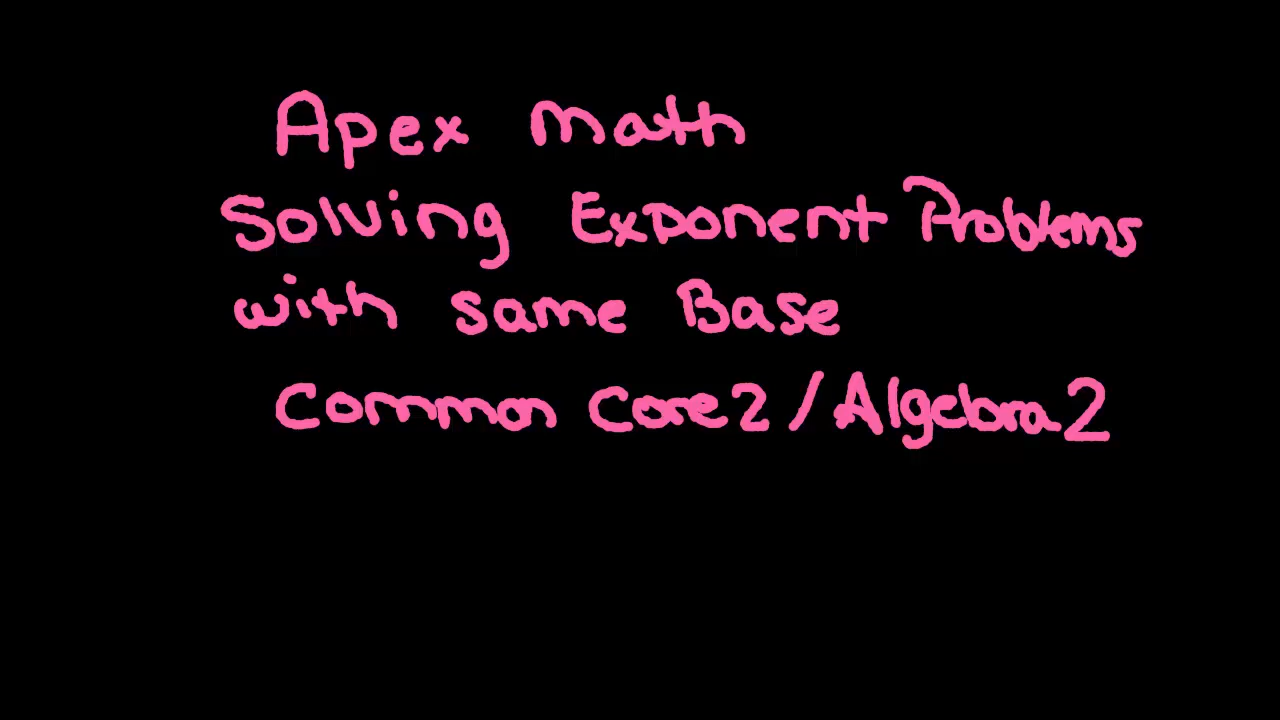 Apex Math
Solving Exponent Problems
with same Base
Common Core 2 / Algebra 2